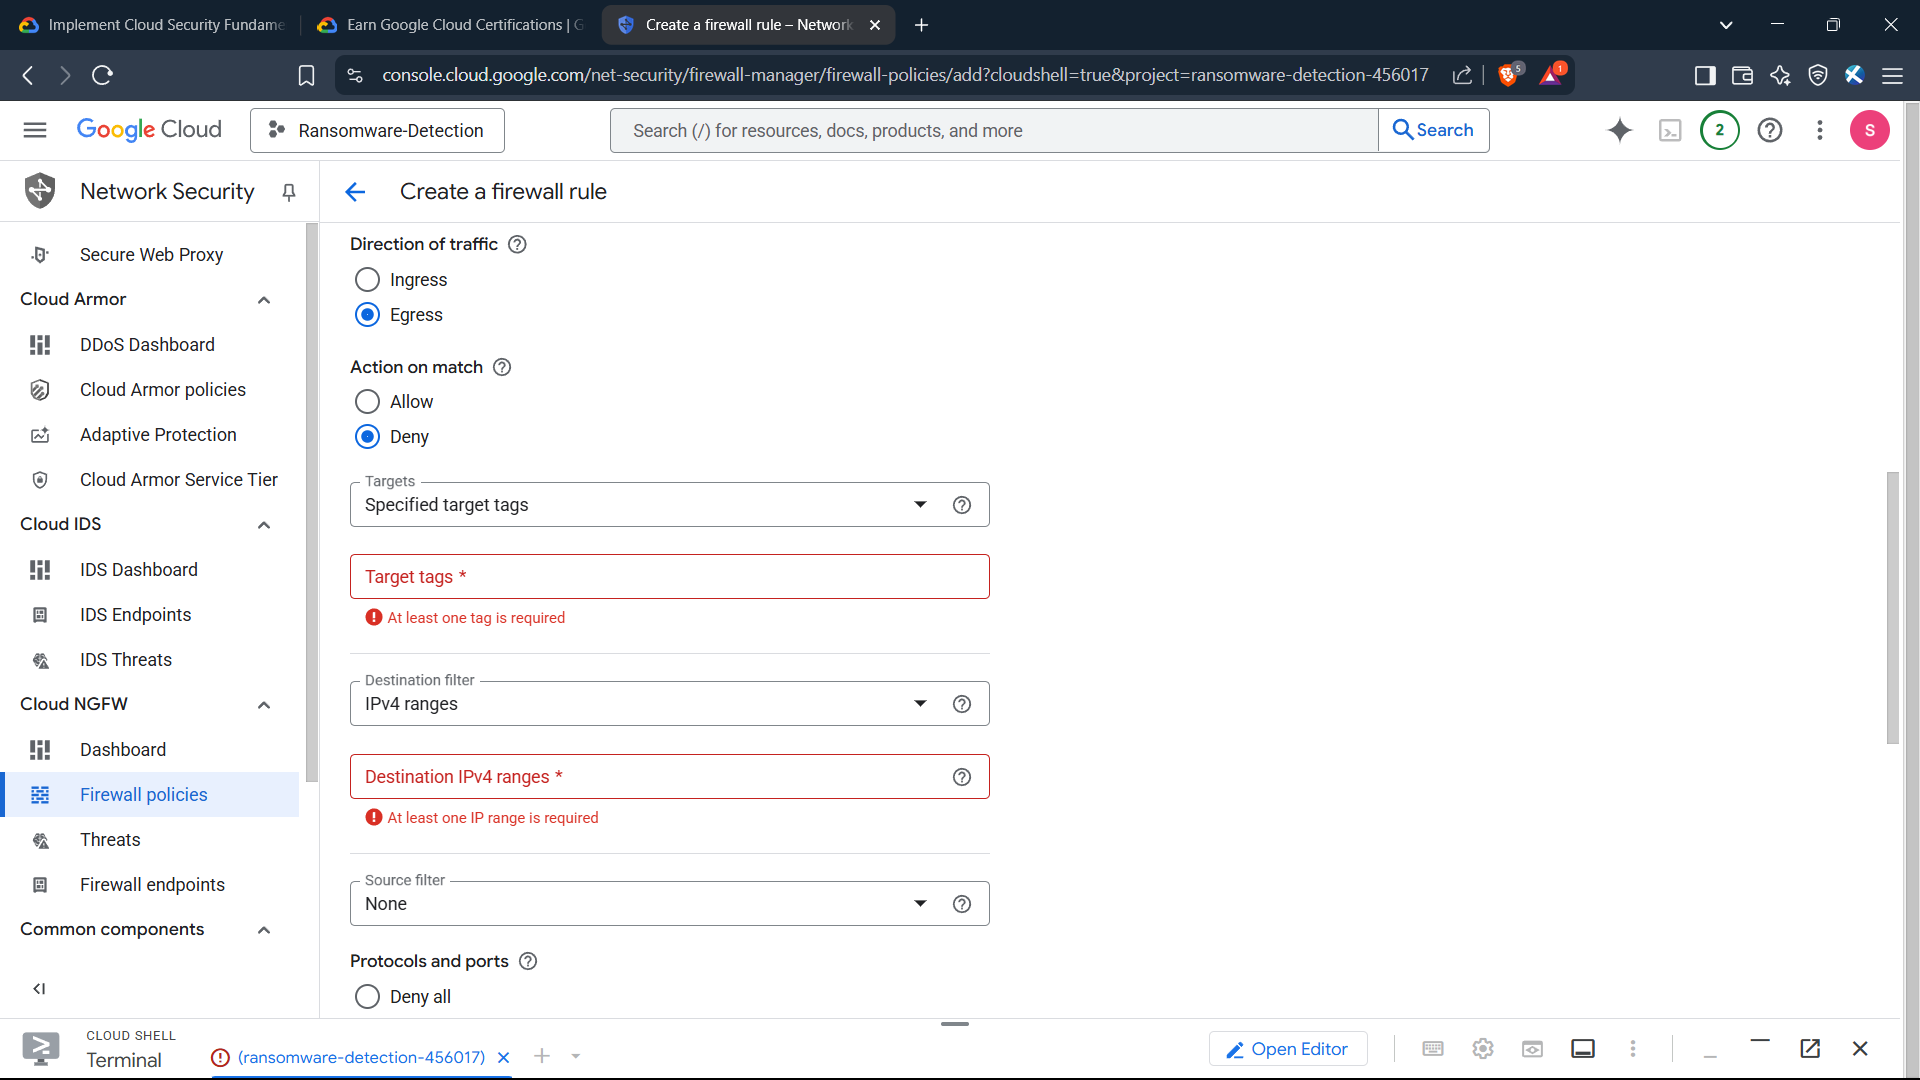 Implement Cloud Security Fundame
Earn Google Cloud Certifications | G
Create a firewall rule – Network
console.cloud.google.com/net-security/firewall-manager/firewall-policies/add?cloudshell=true&project=ransomware-detection-456017
5
1
Google Cloud
Ransomware-Detection
Search (/) for resources, docs, products, and more
Search
2
S
Network Security
Create a firewall rule
Secure Web Proxy
Cloud Armor
DDoS Dashboard
Cloud Armor policies
Adaptive Protection
Cloud Armor Service Tier
Cloud IDS
IDS Dashboard
IDS Endpoints
IDS Threats
Cloud NGFW
Dashboard
Firewall policies
Threats
Firewall endpoints
Common components
Direction of traffic
Ingress
Egress
Action on match
Allow
Deny
Targets
Specified target tags
Target tags *
At least one tag is required
Destination filter
IPv4 ranges
Destination IPv4 ranges *
At least one IP range is required
Source filter
None
Protocols and ports
Deny all
CLOUD SHELL
Terminal
(ransomware-detection-456017)
Open Editor